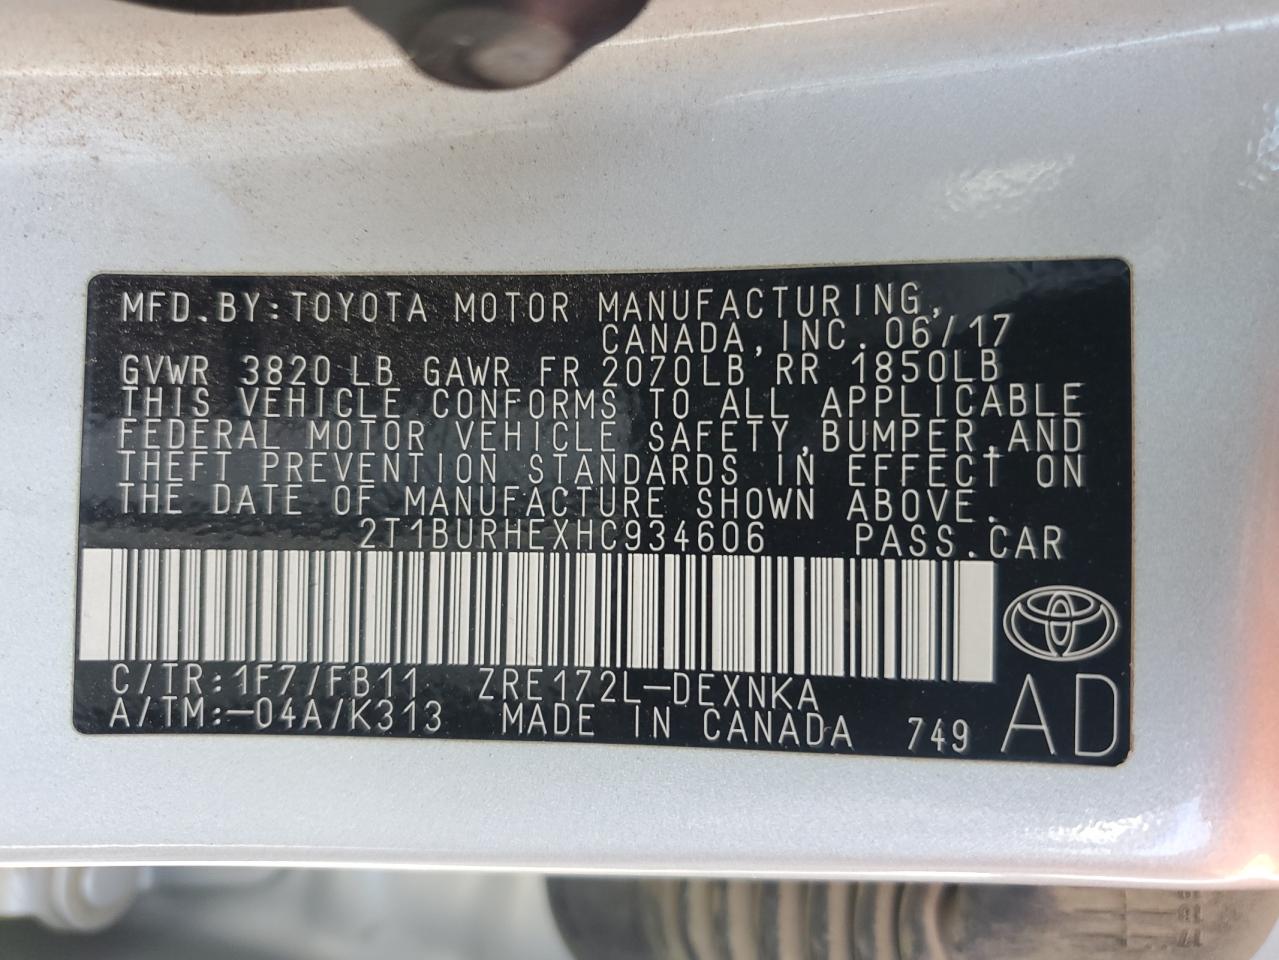 MFD.BY:TOYOTA MOTOR MANUFACTURING,
CANADA,INC.06/17
GVWR 3820 LB GAWR FR 2070LB RR 1850LB
THIS VEHICLE CONFORMS TO ALL APPLICABLE
FEDERAL MOTOR VEHICLE SAFETY,BUMPER,AND
THEFT PREVENTION STANDARDS IN EFFECT ON
THE DATE OF MANUFACTURE SHOWN ABOVE.
2T1BURHEXHC934606 PASS.CAR
C/TR:1F7/FB11 ZRE172L-DEXNKA
A/TM:-04A/K313 MADE IN CANADA 749 AD